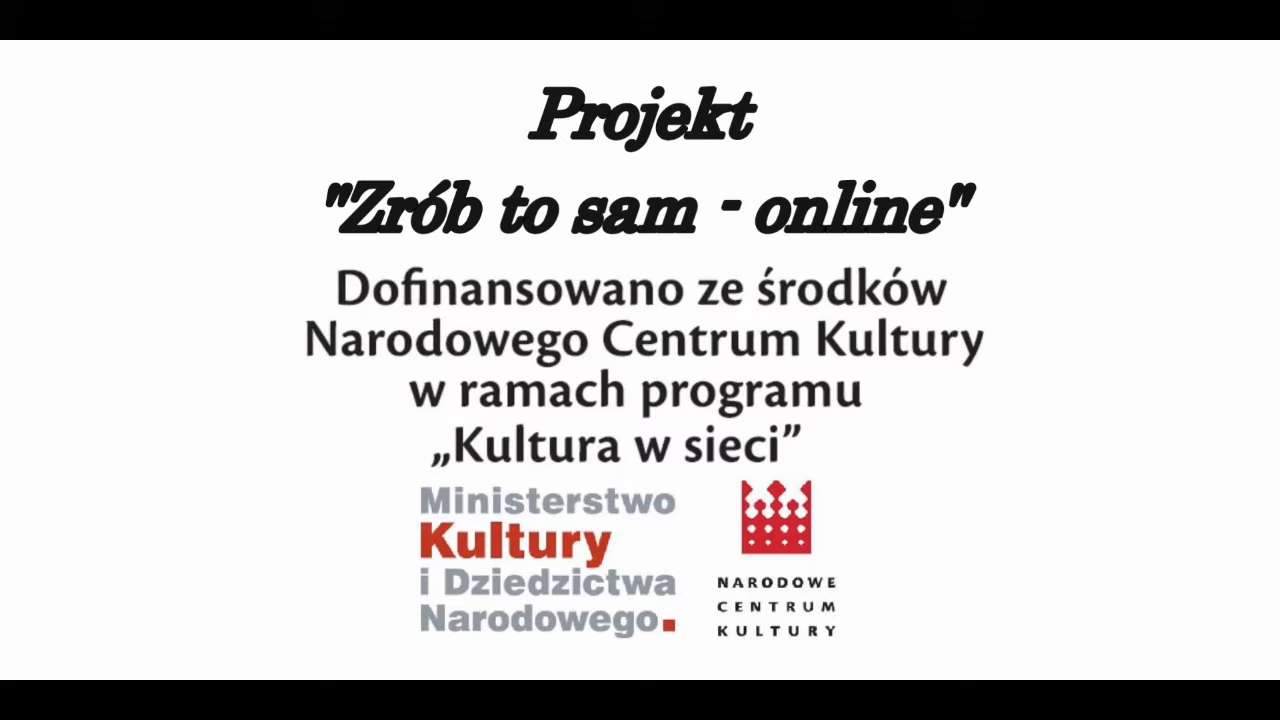 Projekt
"Zrób to sam - online"
Dofinansowano ze środków
Narodowego Centrum Kultury
w ramach programu
„Kultura w sieci”
Ministerstwo
Kultury
i Dziedzictwa
Narodowego.
NARODOWE
CENTRUM
KULTURY